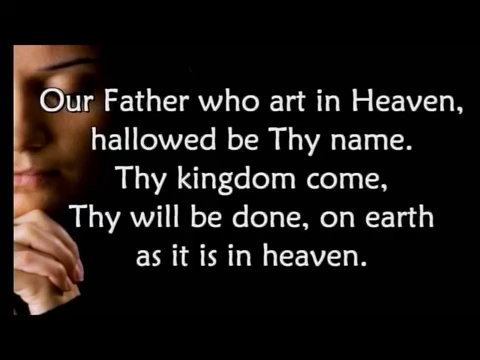 Our Father who art in Heaven,
hallowed be Thy name.
Thy kingdom come,
Thy will be done, on earth
as it is in heaven.